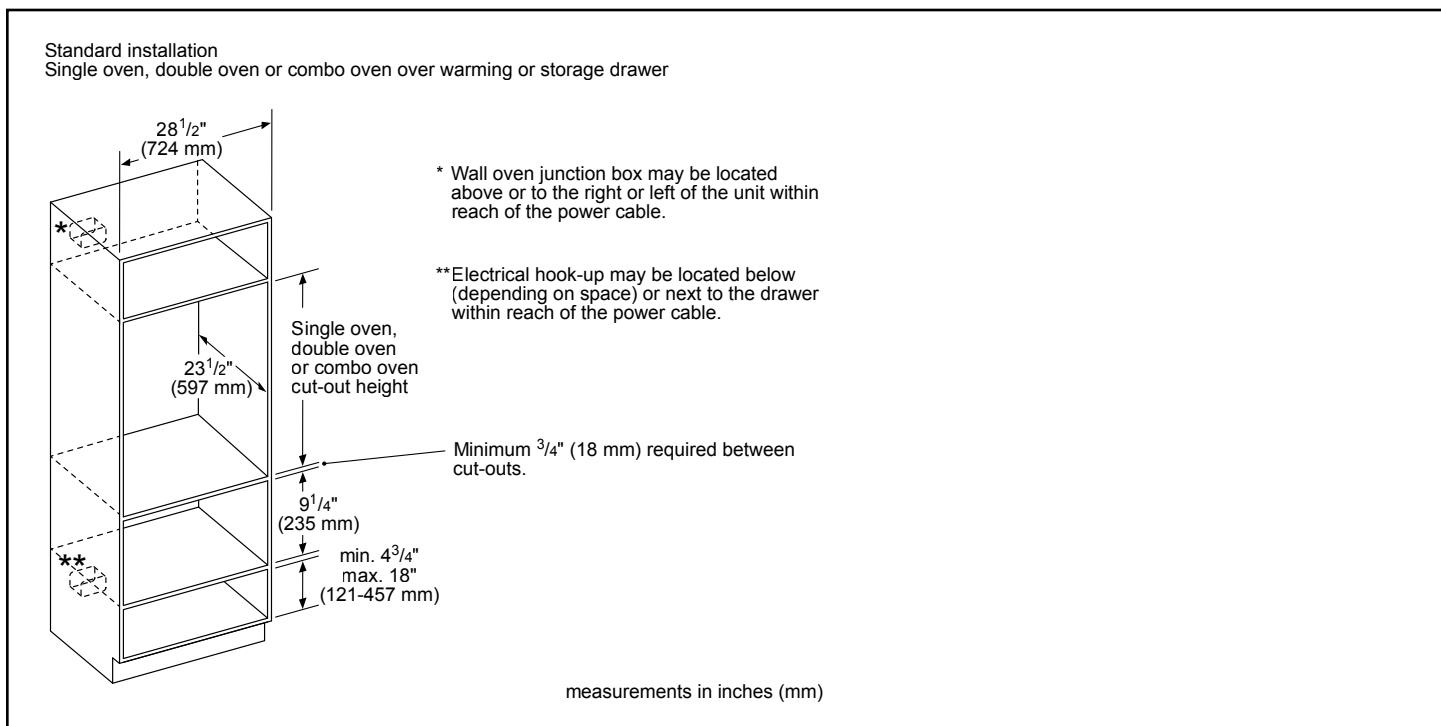 Standard installation
Single oven, double oven or combo oven over warming or storage drawer
28 1/2"
(724 mm)
* Wall oven junction box may be located
above or to the right or left of the unit within
reach of the power cable.
*
**Electrical hook-up may be located below
(depending on space) or next to the drawer
within reach of the power cable.
Single oven,
double oven
or combo oven
cut-out height
23 1/2"
(597 mm)
Minimum 3/4" (18 mm) required between
cut-outs.
9 1/4"
(235 mm)
**
min. 4 3/4"
max. 18"
(121-457 mm)
measurements in inches (mm)